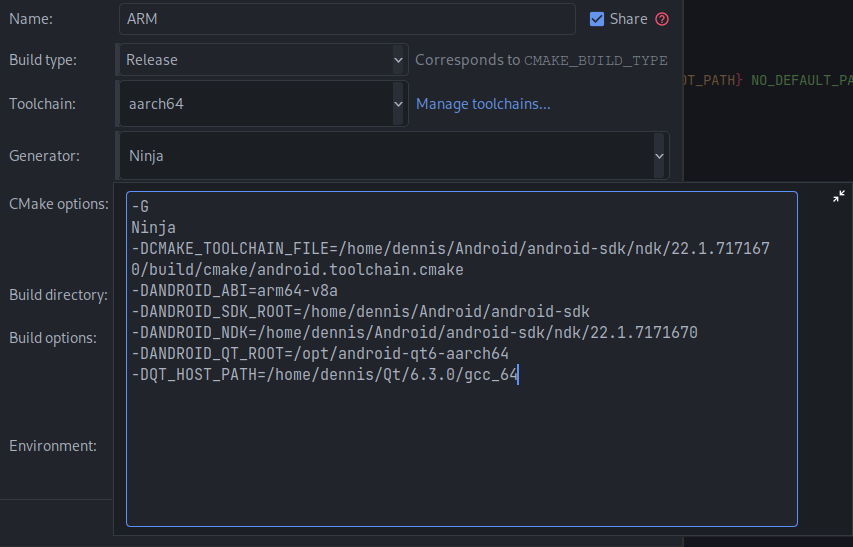 Name:
ARM
Share
Build type:
Release
Corresponds to CMAKE_BUILD_TYPE
Toolchain:
aarch64
Manage toolchains...
OT_PATH} NO_DEFAULT_PA
Generator:
Ninja
CMake options:
-G
Ninja
-DCMAKE_TOOLCHAIN_FILE=/home/dennis/Android/android-sdk/ndk/22.1.717167
0/build/cmake/android.toolchain.cmake
-DANDROID_ABI=arm64-v8a
-DANDROID_SDK_ROOT=/home/dennis/Android/android-sdk
-DANDROID_NDK=/home/dennis/Android/android-sdk/ndk/22.1.7171670
-DANDROID_QT_ROOT=/opt/android-qt6-aarch64
-DQT_HOST_PATH=/home/dennis/Qt/6.3.0/gcc_64
Build directory:
Build options:
Environment: